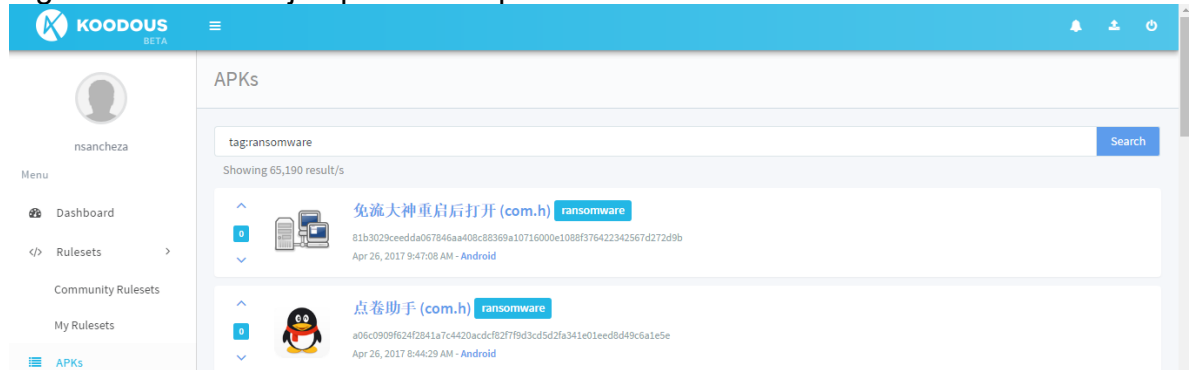 KOODOUS
BETA
APKs
nsancheza
tag:ransomware
Search
Showing 65,190 result/s
Menu
Dashboard
免流大神重启后打开 (com.h) ransomware
0
81b3029ceedda067846aa408c88369a10716000e1088f376422342567d272d9b
Apr 26, 2017 9:47:08 AM - Android
</> Rulesets >
Community Rulesets
My Rulesets
点卷助手 (com.h) ransomware
0
a06c0909f624f2841a7c4420acdcf82f7f9d3cd5d2fa341e01eed8d49c6a1e5e
Apr 26, 2017 8:44:29 AM - Android
APKs